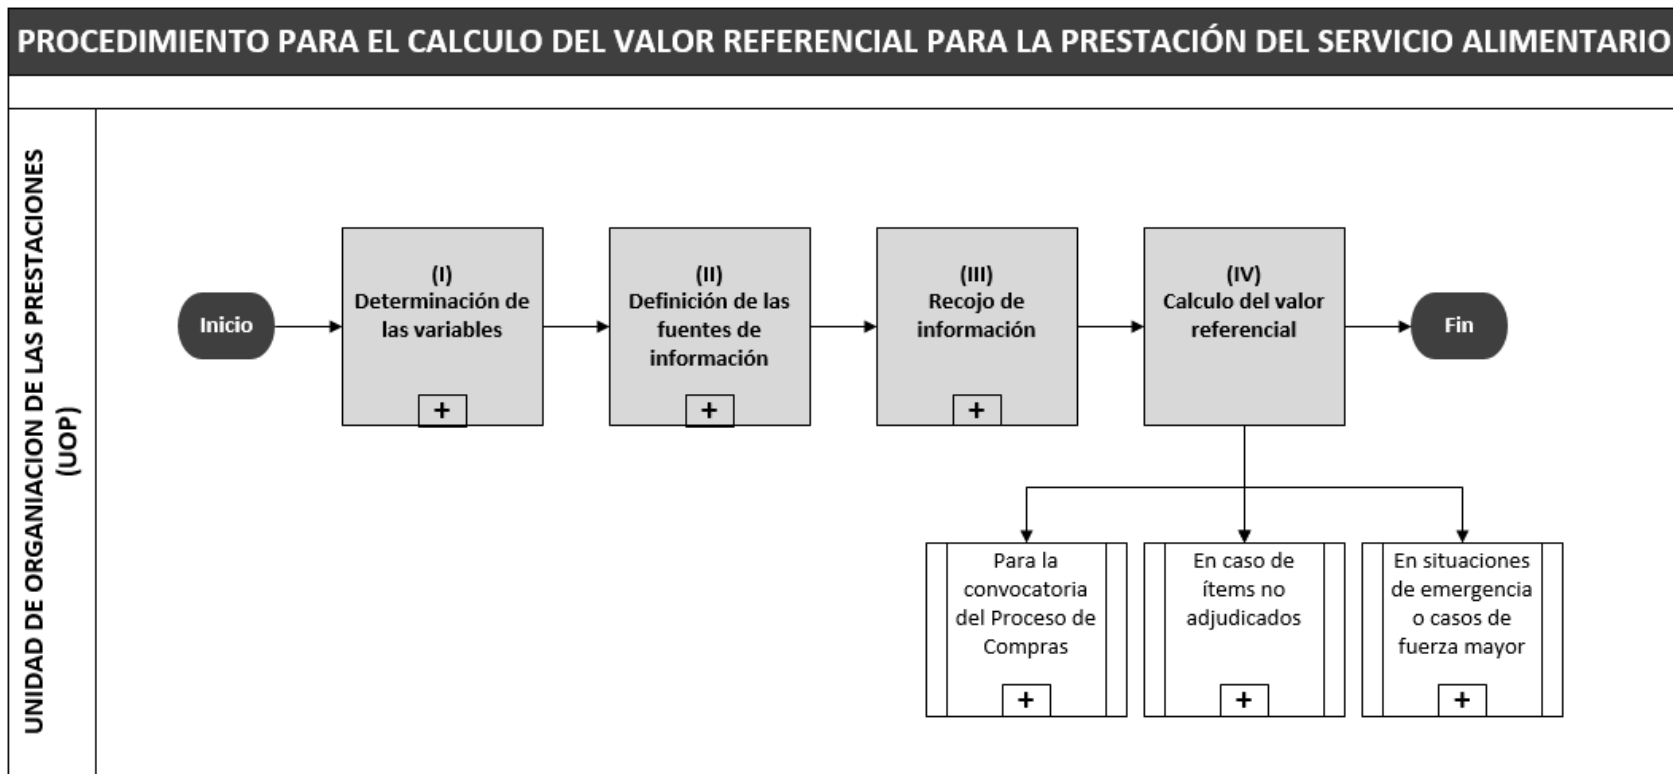 PROCEDIMIENTO PARA EL CALCULO DEL VALOR REFERENCIAL PARA LA PRESTACIÓN DEL SERVICIO ALIMENTARIO
UNIDAD DE ORGANIACION DE LAS PRESTACIONES
(UOP)
Inicio
(I)
Determinación de
las variables
+
(II)
Definición de las
fuentes de
información
+
(III)
Recojo de
información
+
(IV)
Calculo del valor
referencial
Fin
Para la
convocatoria
del Proceso de
Compras
+
En caso de
ítems no
adjudicados
+
En situaciones
de emergencia
o casos de
fuerza mayor
+